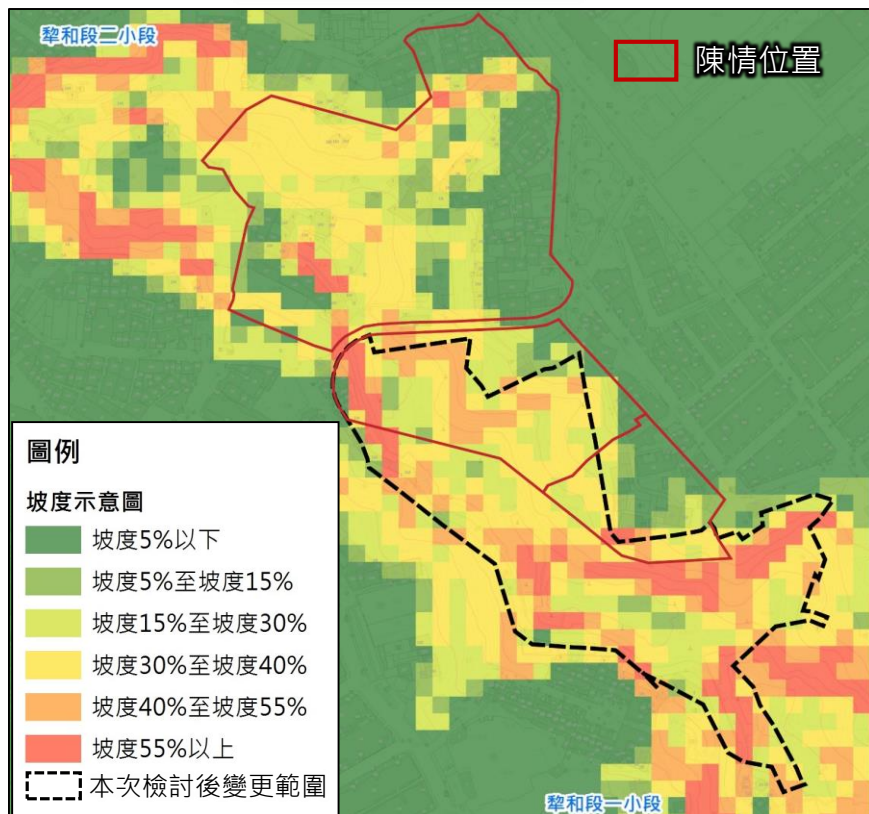 犂和段二小段
陳情位置
圖例
坡度示意圖
坡度5%以下
坡度5%至坡度15%
坡度15%至坡度30%
坡度30%至坡度40%
坡度40%至坡度55%
坡度55%以上
本次檢討後變更範圍
犂和段一小段